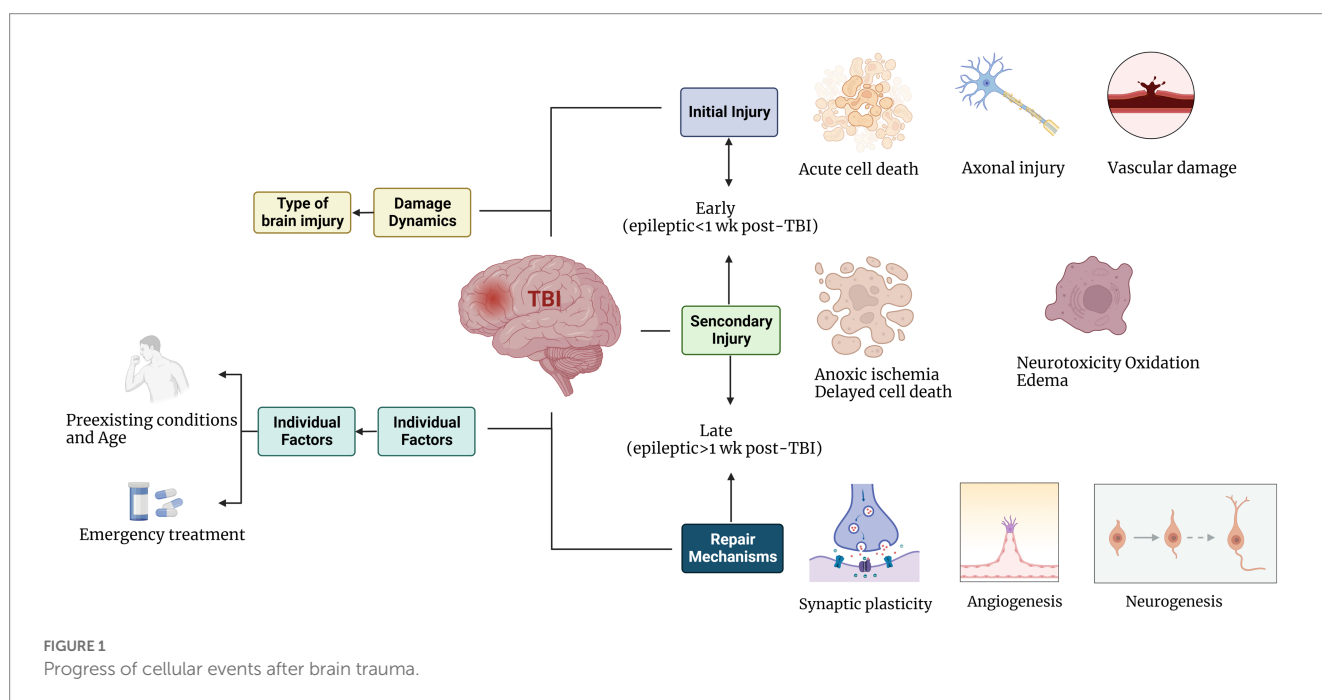 Initial Injury
Acute cell death
Axonal injury
Vascular damage
Type of
brain imjury
Damage
Dynamics
Early
(epileptic<1 wk post-TBI)
TBI
Sencondary
Injury
Anoxic ischemia
Delayed cell death
Neurotoxicity Oxidation
Edema
Preexisting conditions
and Age
Individual
Factors
Individual
Factors
Late
(epileptic>1 wk post-TBI)
Emergency treatment
Repair
Mechanisms
Synaptic plasticity
Angiogenesis
Neurogenesis
FIGURE 1
Progress of cellular events after brain trauma.